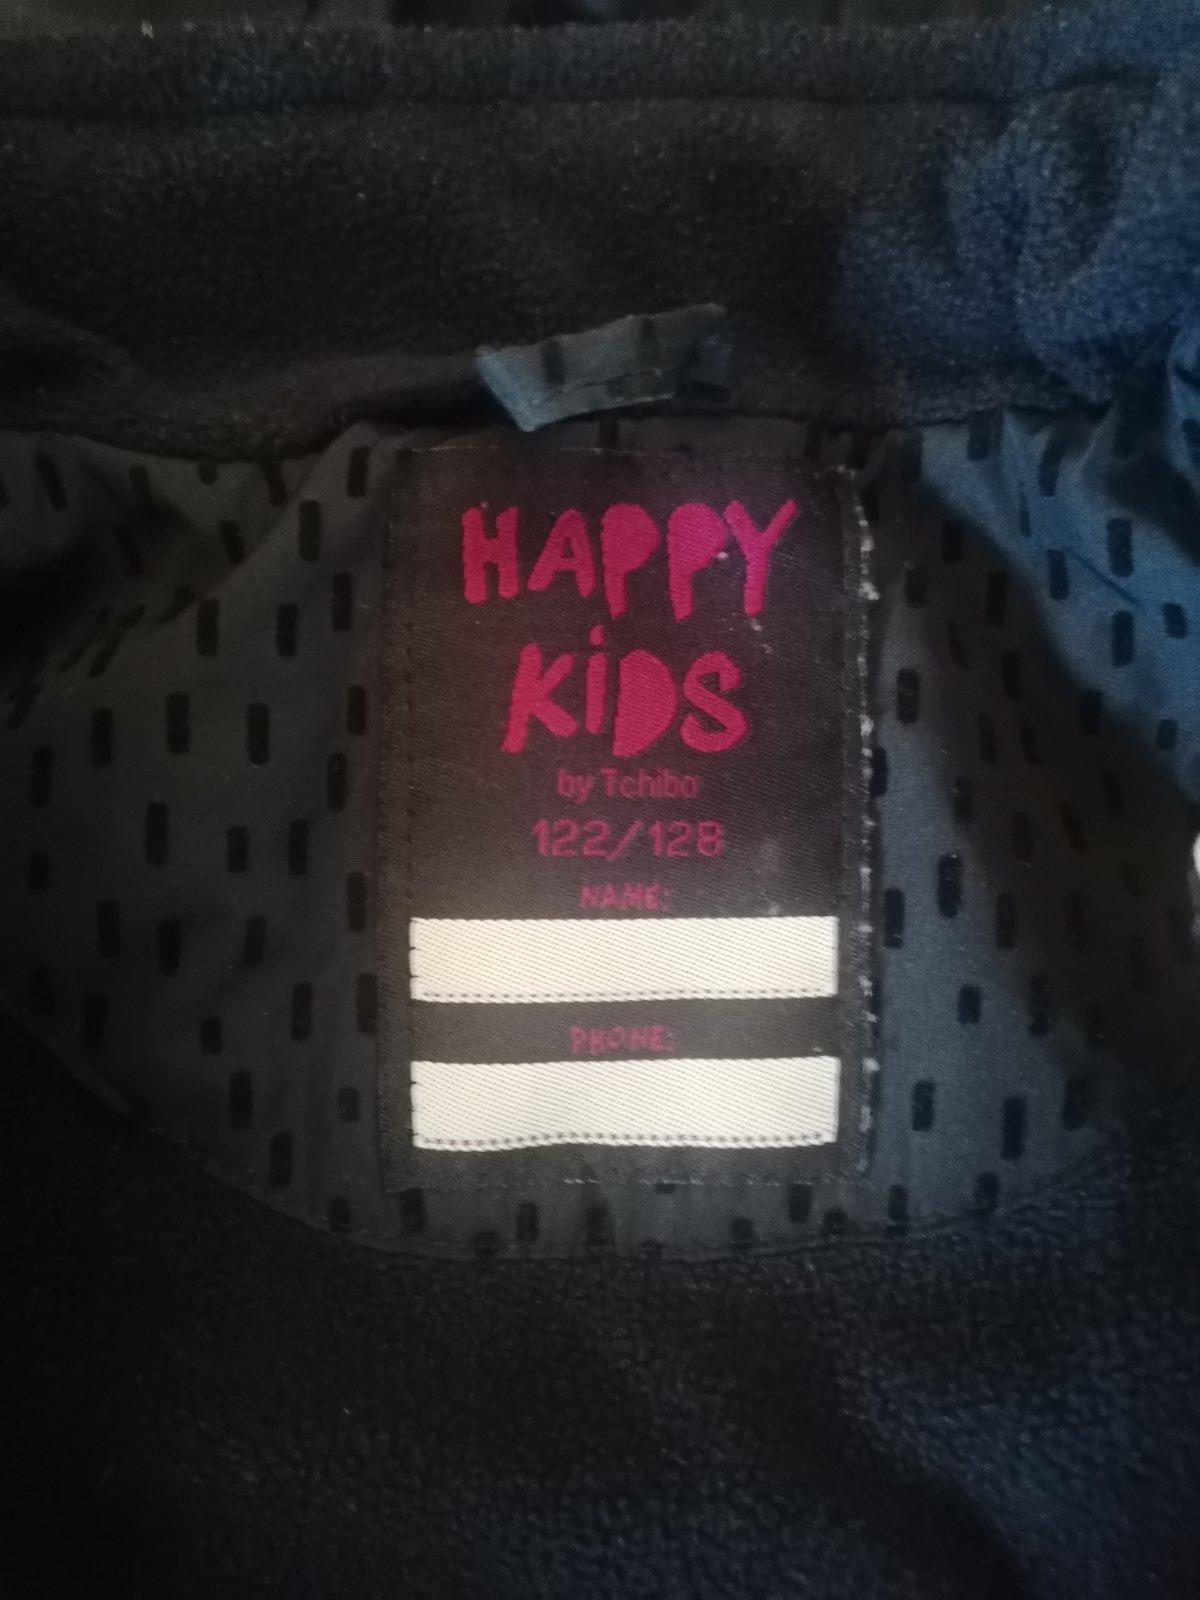 HAPPY
KiDS
by Tchibo
122/128
NAME:
PHONE: